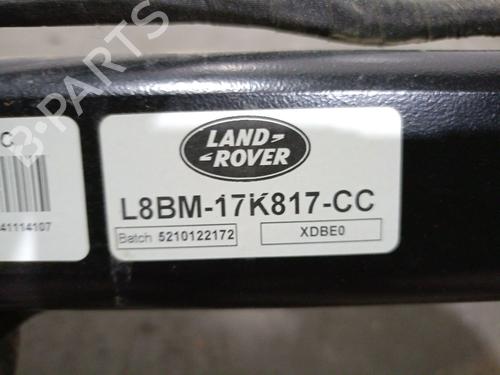 B-PARTS
C
41114107
LAND-
-ROVER
L8BM-17K817-CC
Batch 5210122172
XDBE0